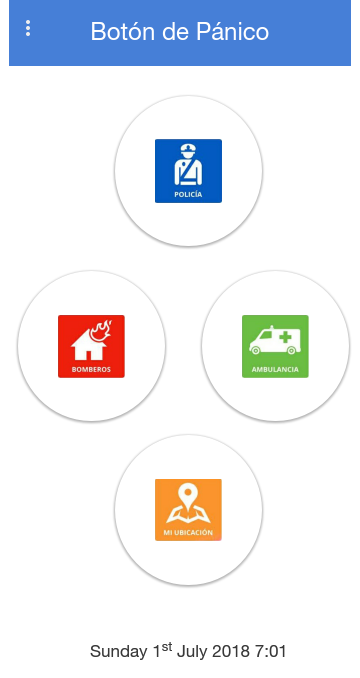 Botón de Pánico
POLICÍA
BOMBEROS
AMBULANCIA
MI UBICACIÓN
Sunday 1st July 2018 7:01